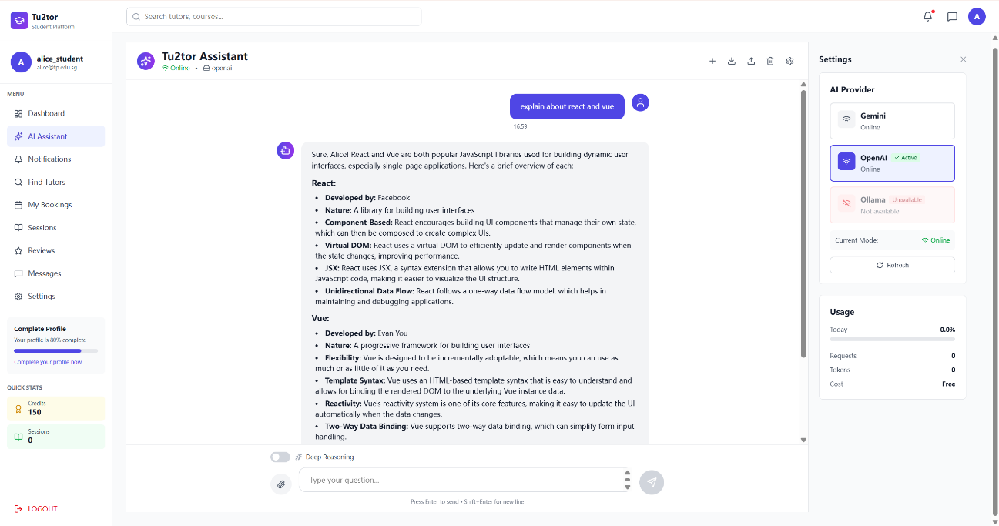 Tu2tor
Student Platform
Search tutors, courses...
A
A
alice_student
alice@tp.edu.sg
MENU
Dashboard
AI Assistant
Notifications
Find Tutors
My Bookings
Sessions
Reviews
Messages
Settings
Complete Profile
Your profile is 80% complete
Complete your profile now
QUICK STATS
Credits
150
Sessions
0
LOGOUT
Tu2tor Assistant
Online • openai
explain about react and vue
16:59
Sure, Alice! React and Vue are both popular JavaScript libraries used for building dynamic user
interfaces, especially single-page applications. Here's a brief overview of each:
React:
• Developed by: Facebook
• Nature: A library for building user interfaces
• Component-Based: React encourages building UI components that manage their own state,
which can then be composed to create complex UIs.
• Virtual DOM: React uses a virtual DOM to efficiently update and render components when
the state changes, improving performance.
• JSX: React uses JSX, a syntax extension that allows you to write HTML elements within
JavaScript code, making it easier to visualize the UI structure.
• Unidirectional Data Flow: React follows a one-way data flow model, which helps in
maintaining and debugging applications.
Vue:
• Developed by: Evan You
• Nature: A progressive framework for building user interfaces
• Flexibility: Vue is designed to be incrementally adoptable, which means you can use as
much or as little of it as you need.
• Template Syntax: Vue uses an HTML-based template syntax that is easy to understand and
allows for binding the rendered DOM to the underlying Vue instance data.
• Reactivity: Vue's reactivity system is one of its core features, making it easy to update the UI
automatically when the data changes.
• Two-Way Data Binding: Vue supports two-way data binding, which can simplify form input
handling.
Deep Reasoning
Type your question...
Press Enter to send • Shift+Enter for new line
Settings
AI Provider
Gemini
Online
OpenAI Active
Online
Ollama Unavailable
Not available
Current Mode: Online
Refresh
Usage
Today 0.0%
Requests 0
Tokens 0
Cost Free